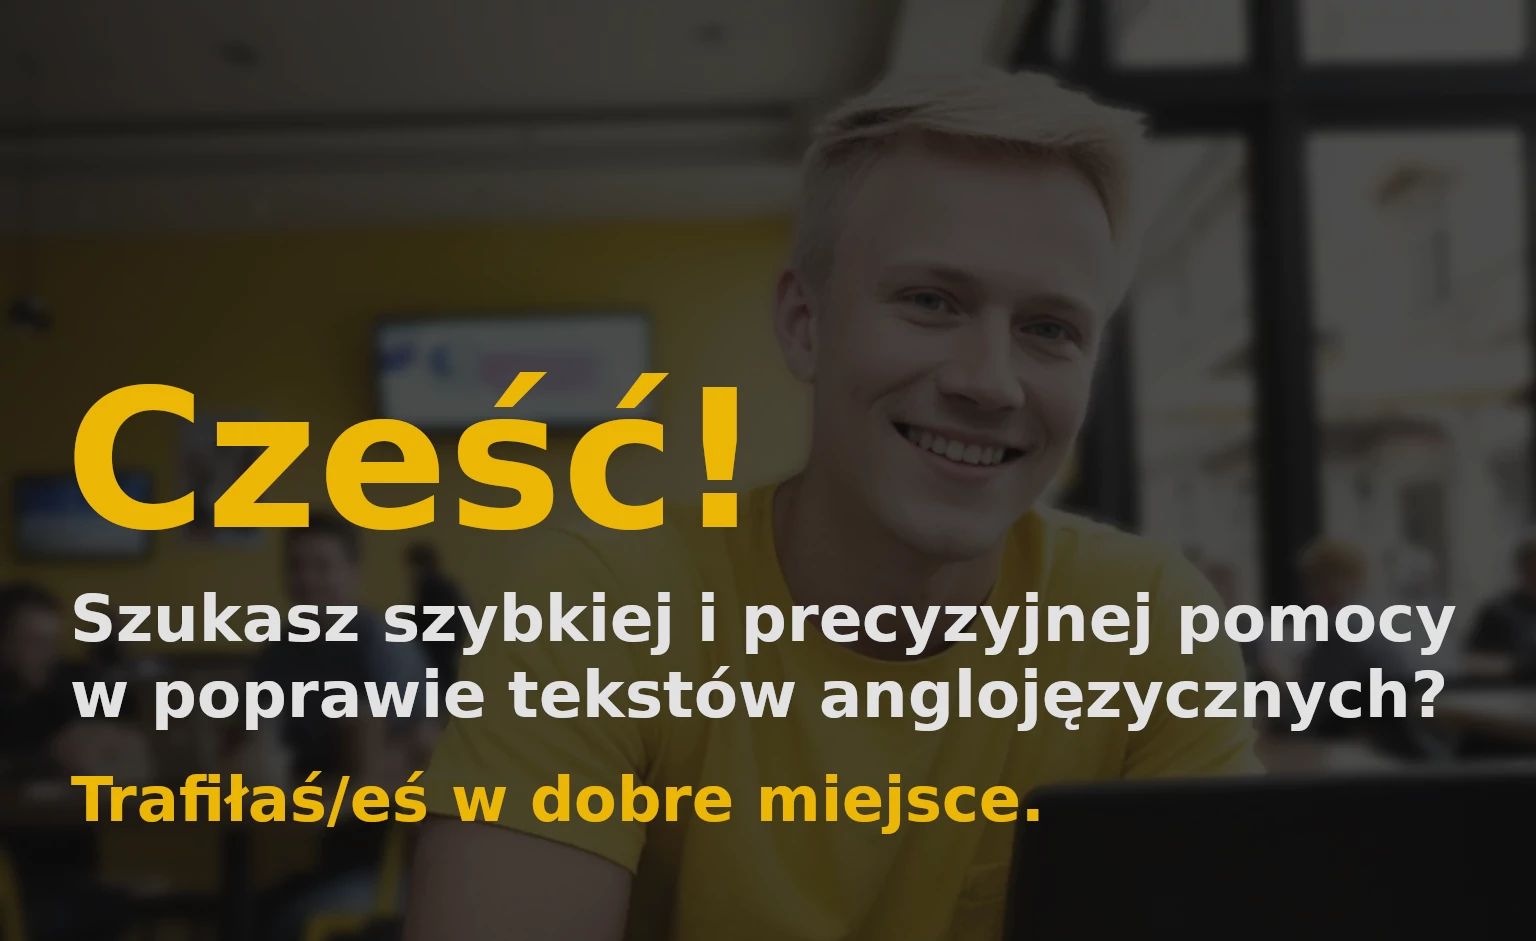 Cześć!
Szukasz szybkiej i precyzyjnej pomocy
w poprawie tekstów anglojęzycznych?
Trafiłaś/eś w dobre miejsce.